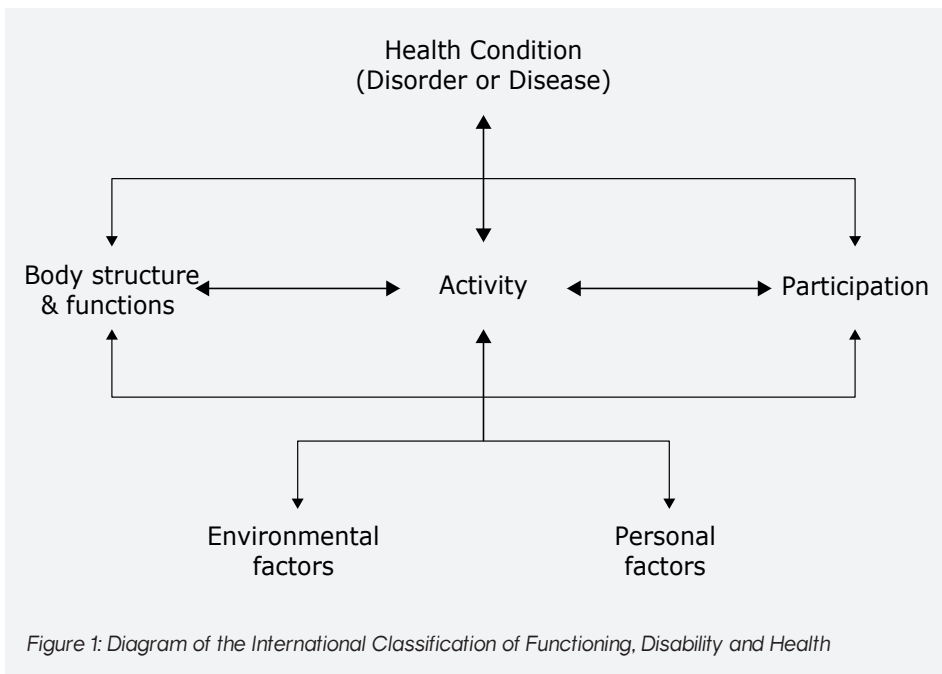 Health Condition
(Disorder or Disease)
Body structure
& functions
Activity
Participation
Environmental
factors
Personal
factors
Figure 1: Diagram of the International Classification of Functioning, Disability and Health